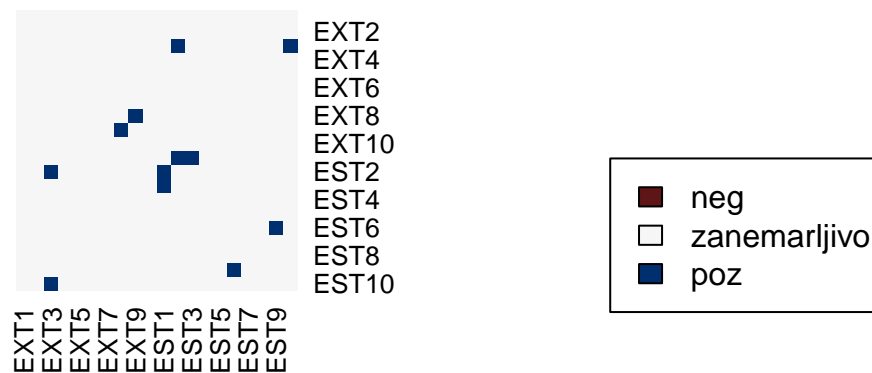 EXT2
EXT4
EXT6
EXT8
EXT10
EST2
EST4
EST6
EST8
EST10
EXT1
EXT3
EXT5
EXT7
EXT9
EST1
EST3
EST5
EST7
EST9
neg
zanemarljivo
poz